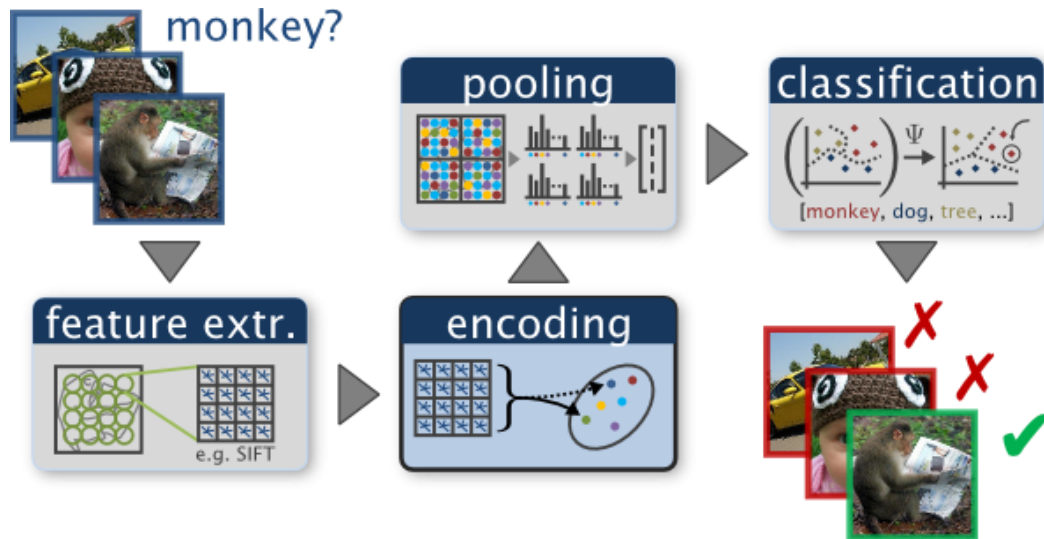 monkey?
pooling
classification
Ψ
[monkey, dog, tree, ...]
feature extr.
e.g. SIFT
encoding